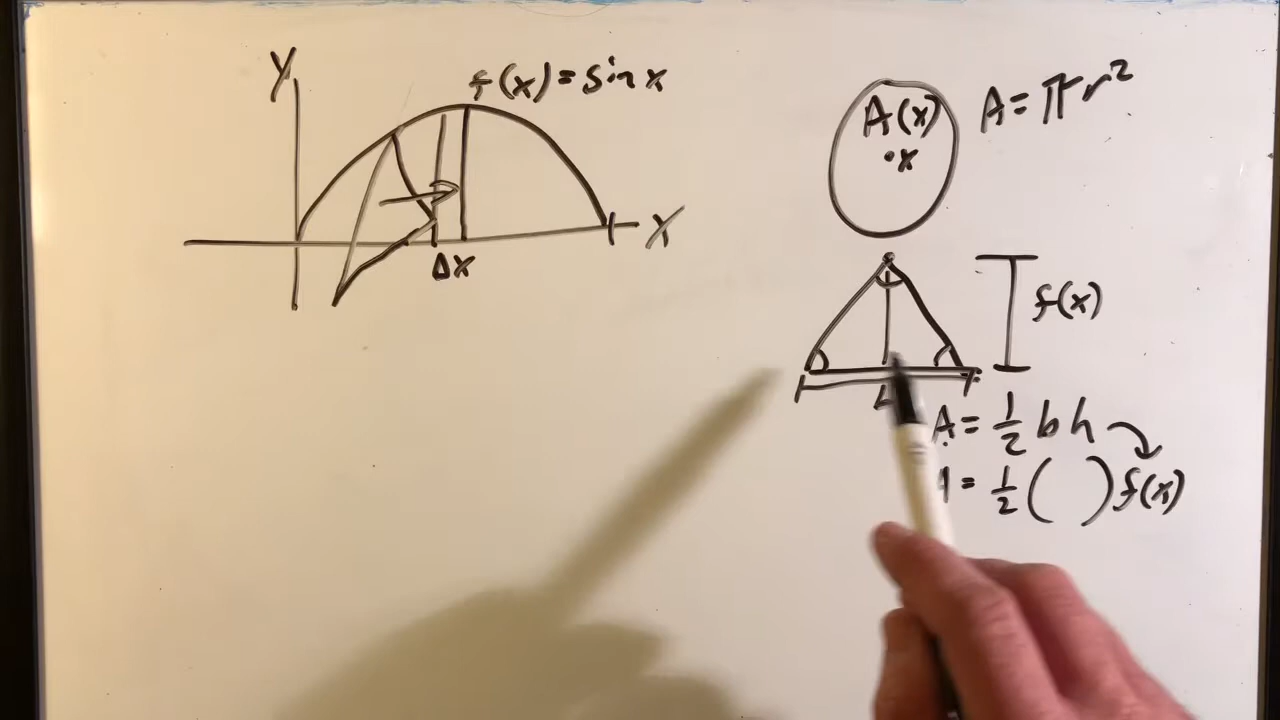 y
f(x) = sin x
x
Δx
A(x)
•x
A = πr²
f(x)
A = 1/2 b h
= 1/2 ( ) f(x)